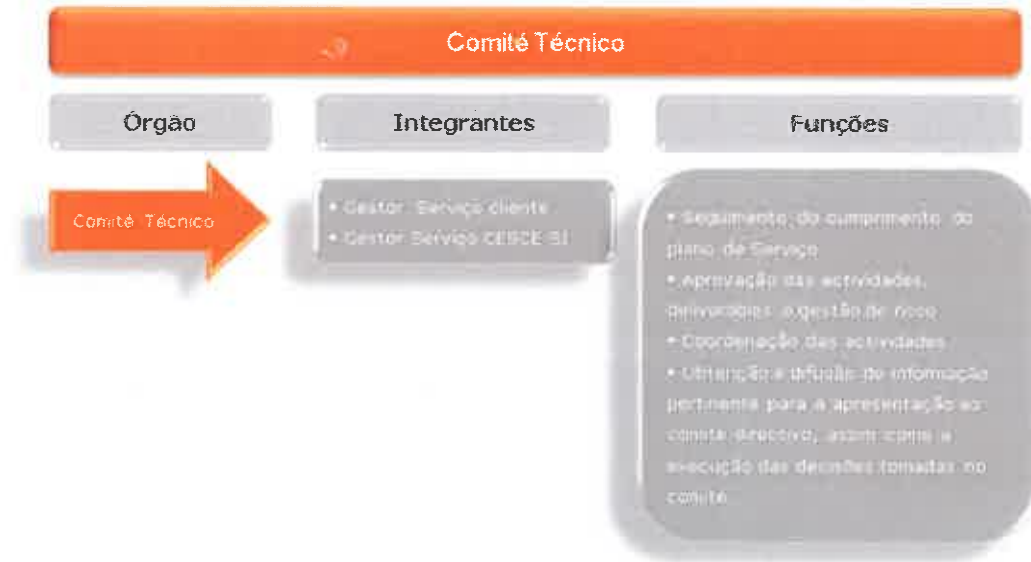 Comité Técnico
Órgão
Integrantes
Funções
Comité Técnico
• Gestor Serviço cliente
• Gestor Serviço CESCE SI
• Seguimento do cumprimento do
plano de Serviço
• Aprovação das actividades,
gestão de risco
• Coordenação das actividades
• Obtenção e difusão de informação
pertinente para a apresentação ao
comité directivo, assim como a
execução das decisões tomadas no
comité